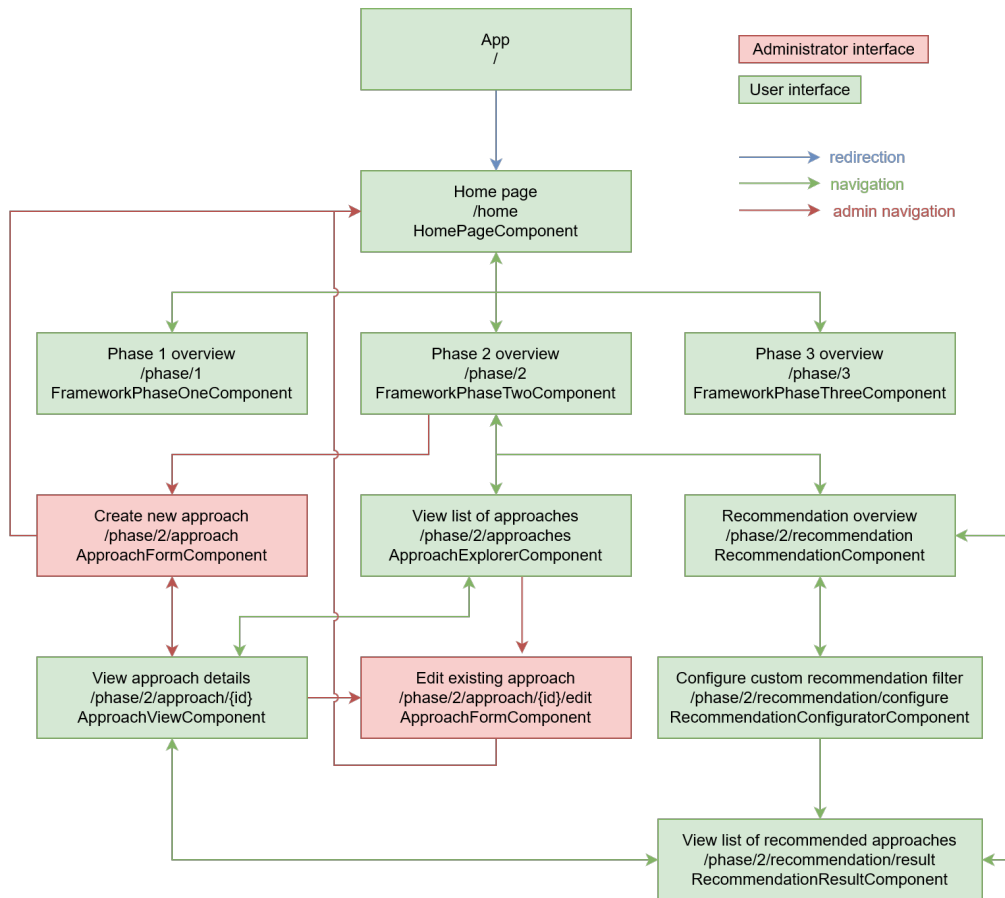 App
/
Administrator interface
User interface
redirection
navigation
admin navigation
Home page
/home
HomePageComponent
Phase 1 overview
/phase/1
FrameworkPhaseOneComponent
Phase 2 overview
/phase/2
FrameworkPhaseTwoComponent
Phase 3 overview
/phase/3
FrameworkPhaseThreeComponent
Create new approach
/phase/2/approach
ApproachFormComponent
View list of approaches
/phase/2/approaches
ApproachExplorerComponent
Recommendation overview
/phase/2/recommendation
RecommendationComponent
View approach details
/phase/2/approach/{id}
ApproachViewComponent
Edit existing approach
/phase/2/approach/{id}/edit
ApproachFormComponent
Configure custom recommendation filter
/phase/2/recommendation/configure
RecommendationConfiguratorComponent
View list of recommended approaches
/phase/2/recommendation/result
RecommendationResultComponent